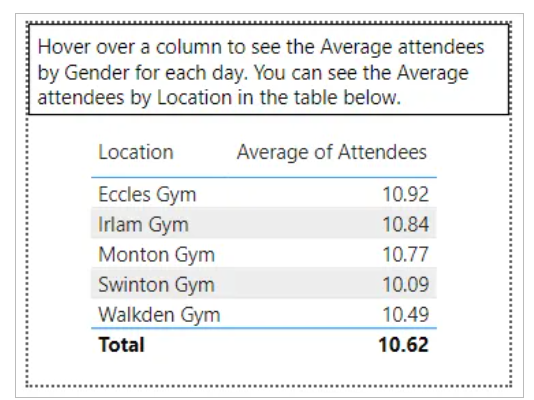 Hover over a column to see the Average attendees
by Gender for each day. You can see the Average
attendees by Location in the table below.
Location Average of Attendees
Eccles Gym 10.92
Irlam Gym 10.84
Monton Gym 10.77
Swinton Gym 10.09
Walkden Gym 10.49
Total 10.62